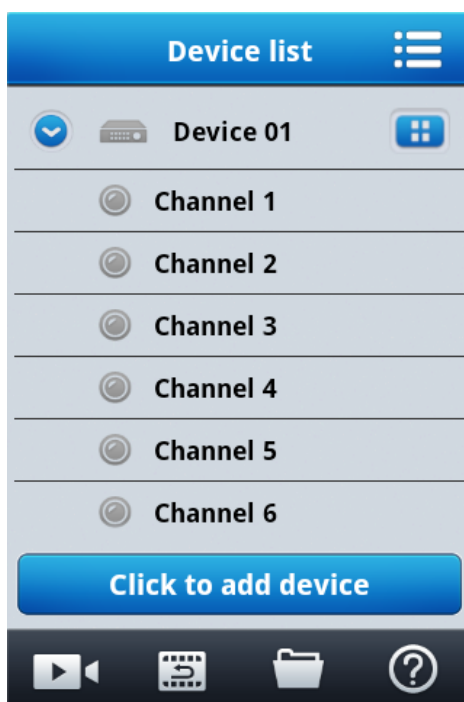 Device list
Device 01
Channel 1
Channel 2
Channel 3
Channel 4
Channel 5
Channel 6
Click to add device